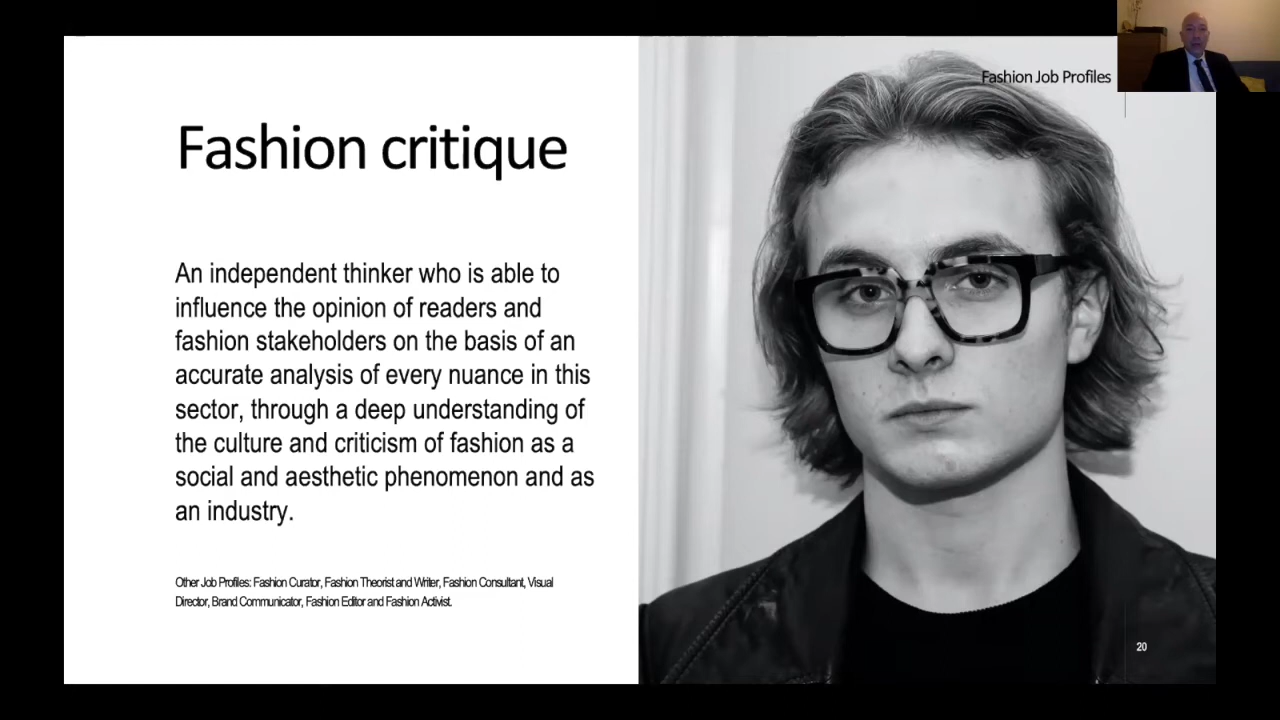 Fashion Job Profiles
Fashion critique
An independent thinker who is able to
influence the opinion of readers and
fashion stakeholders on the basis of an
accurate analysis of every nuance in this
sector, through a deep understanding of
the culture and criticism of fashion as a
social and aesthetic phenomenon and as
an industry.
Other Job Profiles: Fashion Curator, Fashion Theorist and Writer, Fashion Consultant, Visual
Director, Brand Communicator, Fashion Editor and Fashion Activist.
20